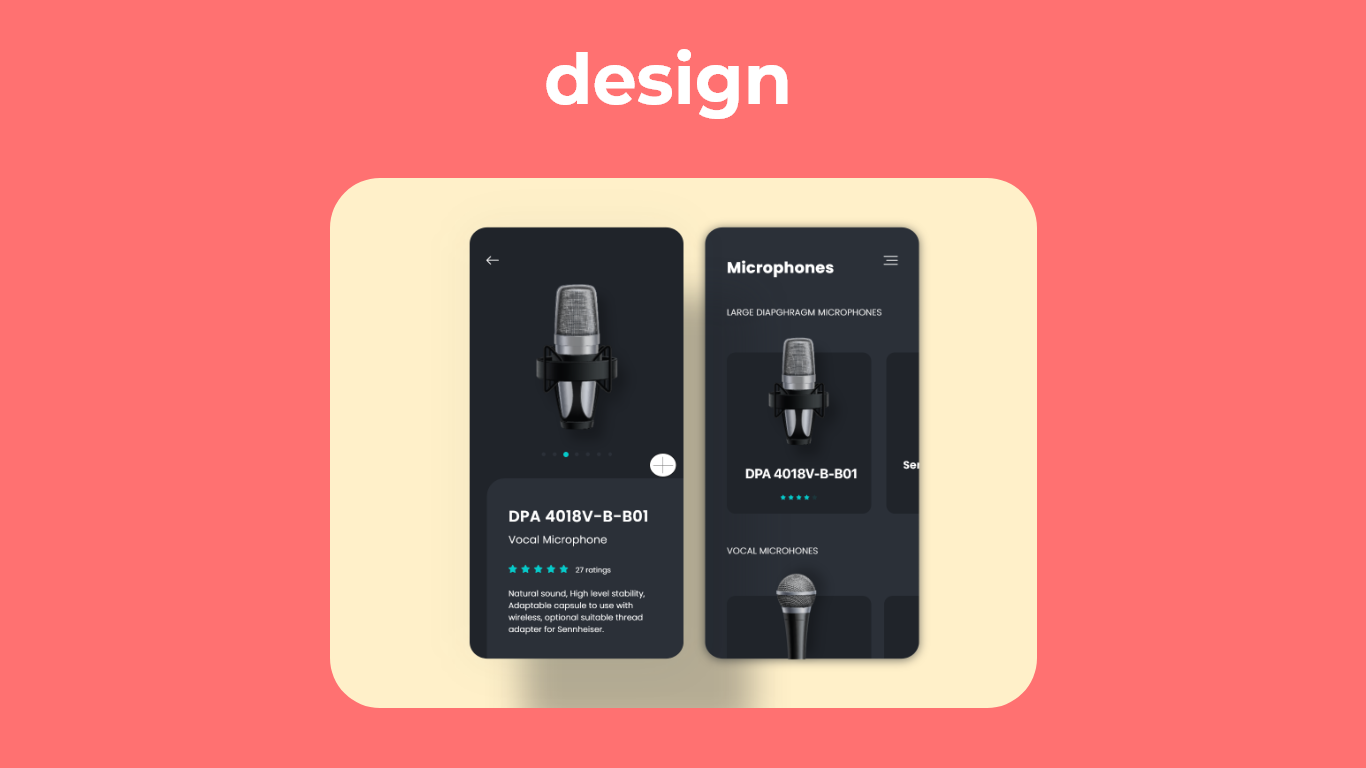 design
DPA 4018V-B-B01
Vocal Microphone
27 ratings
Natural sound, High level stability,
Adaptable capsule to use with
wireless, optional suitable thread
adapter for Sennheiser.
Microphones
LARGE DIAPGHRAGM MICROPHONES
DPA 4018V-B-B01
Ser
VOCAL MICROHONES